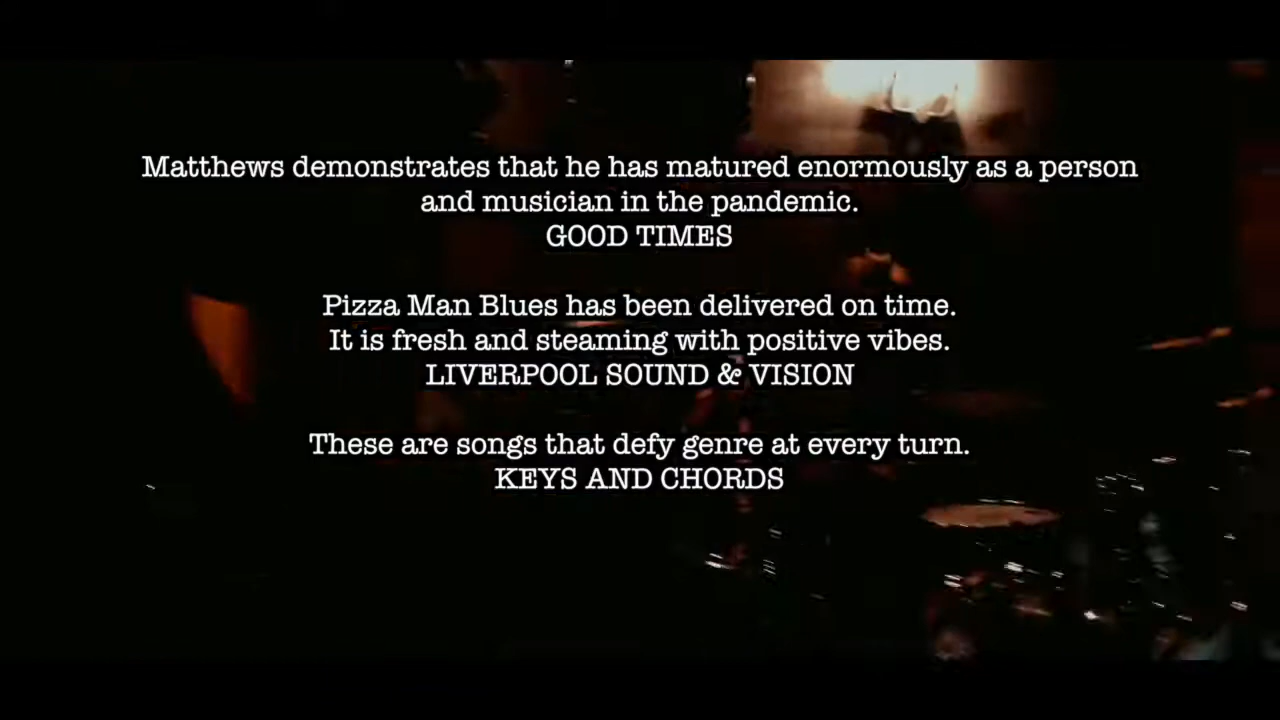 Matthews demonstrates that he has matured enormously as a person
and musician in the pandemic.
GOOD TIMES
Pizza Man Blues has been delivered on time.
It is fresh and steaming with positive vibes.
LIVERPOOL SOUND & VISION
These are songs that defy genre at every turn.
KEYS AND CHORDS